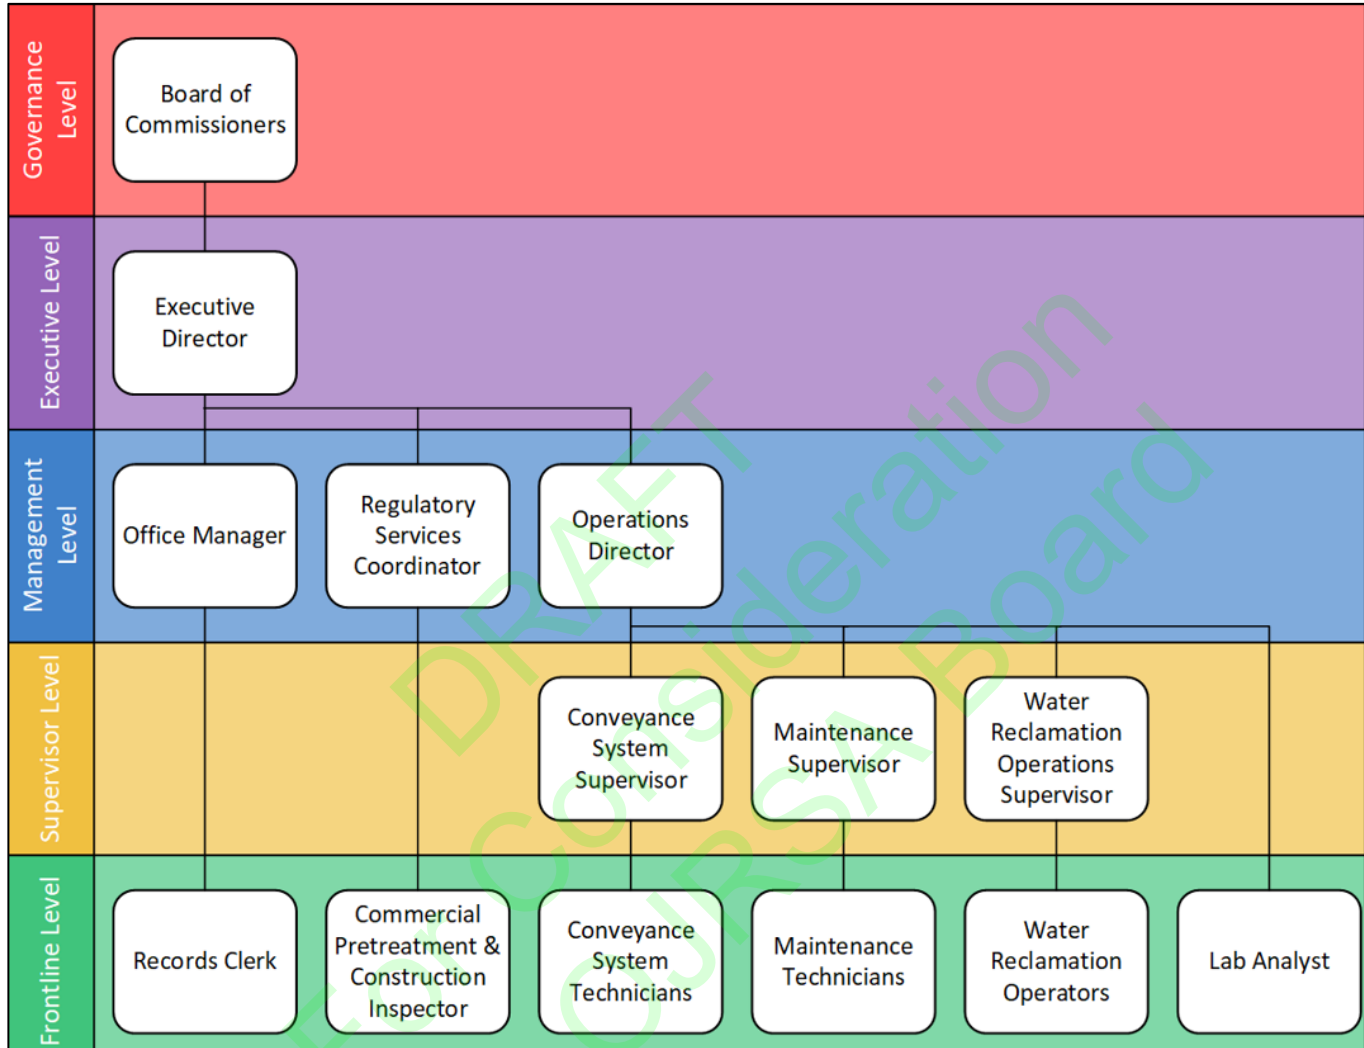 Governance
Level
Board of
Commissioners
Executive Level
Executive
Director
Management
Level
Office Manager
Regulatory
Services
Coordinator
Operations
Director
Supervisor Level
Conveyance
System
Supervisor
Maintenance
Supervisor
Water
Reclamation
Operations
Supervisor
Frontline Level
Records Clerk
Commercial
Pretreatment &
Construction
Inspector
Conveyance
System
Technicians
Maintenance
Technicians
Water
Reclamation
Operators
Lab Analyst
DRAFT
For Consideration
OJRSA Board